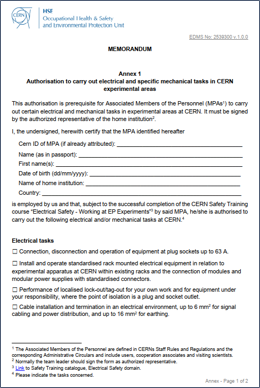 CERN
HSE
Occupational Health & Safety
and Environmental Protection Unit
EDMS No. 2839300 v.1.0.0
MEMORANDUM
Annex 1
Authorisation to carry out electrical and specific mechanical tasks in CERN
experimental areas
This authorisation is prerequisite for Associated Members of the Personnel (MPAs¹) to carry
out certain electrical and mechanical tasks in experimental areas at CERN. It must be signed
by the authorized representative of the home institution².
I, the undersigned, herewith certify that the MPA identified hereafter
Cern ID of MPA (if already attributed):
Name (as in passport):
First name(s):
Date of birth (dd/mm/yyyy):
Name of home institution:
Country:
is employed by us and that, subject to the successful completion of the CERN Safety Training
course "Electrical Safety - Working at EP Experiments"³ by said MPA, he/she is authorised to
carry out the following electrical and/or mechanical tasks at CERN:⁴
Electrical tasks
☐ Connection, disconnection and operation of equipment at plug sockets up to 63 A.
☐ Install and operate standardised rack mounted electrical equipment in relation to
experimental apparatus at CERN within existing racks and the connection of modules and
modular power supplies with standardised connectors.
☐ Performance of localised lock-out/tag-out for your own work and for equipment under
your responsibility, where the point of isolation is a plug and socket outlet.
☐ Cable installation and termination in an electrical environment, up to 6 mm² for signal
cabling and power distribution, and up to 16 mm² for earthing.
¹ The Associated Members of the Personnel are defined in CERNs Staff Rules and Regulations and the
corresponding Administrative Circulars and include users, cooperation associates and visiting scientists.
² Normally the team leader should sign the form as authorized representative.
³ Link to Safety Training catalogue, Electrical Safety domain.
⁴ Please indicate the tasks concerned.
Annex - Page 1 of 2